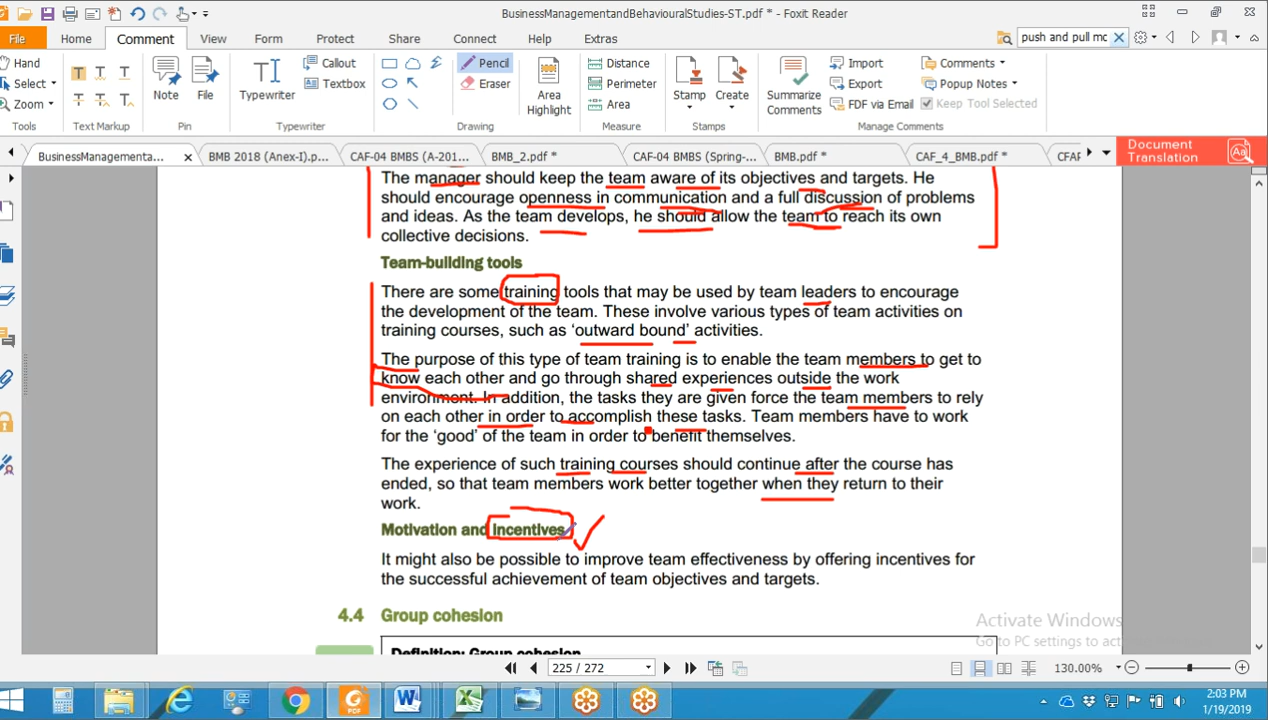 BusinessManagementandBehaviouralStudies-ST.pdf * - Foxit Reader
File Home Comment View Form Protect Share Connect Help Extras push and pull mo
Hand Select Zoom Tools
Text Markup
Note File Pin
Typewriter Callout Textbox Typewriter
Pencil Eraser Area Highlight Drawing
Distance Perimeter Area Measure
Stamp Create Stamps
Summarize Comments Import Export FDF via Email Comments Popup Notes Keep Tool Selected Manage Comments
BusinessManagementa... BMB 2018 (Anex-I).p... CAF-04 BMBS (A-201... BMB_2.pdf * CAF-04 BMBS (Spring-... BMB.pdf * CAF_4_BMB.pdf * CFAP
Document Translation
The manager should keep the team aware of its objectives and targets. He
should encourage openness in communication and a full discussion of problems
and ideas. As the team develops, he should allow the team to reach its own
collective decisions.
Team-building tools
There are some training tools that may be used by team leaders to encourage
the development of the team. These involve various types of team activities on
training courses, such as ‘outward bound’ activities.
The purpose of this type of team training is to enable the team members to get to
know each other and go through shared experiences outside the work
environment. In addition, the tasks they are given force the team members to rely
on each other in order to accomplish these tasks. Team members have to work
for the ‘good’ of the team in order to benefit themselves.
The experience of such training courses should continue after the course has
ended, so that team members work better together when they return to their
work.
Motivation and incentives
It might also be possible to improve team effectiveness by offering incentives for
the successful achievement of team objectives and targets.
4.4 Group cohesion
Definition: Group cohesion
Activate Windows
Go to PC settings to
225 / 272 130.00%
2:03 PM
1/19/2019